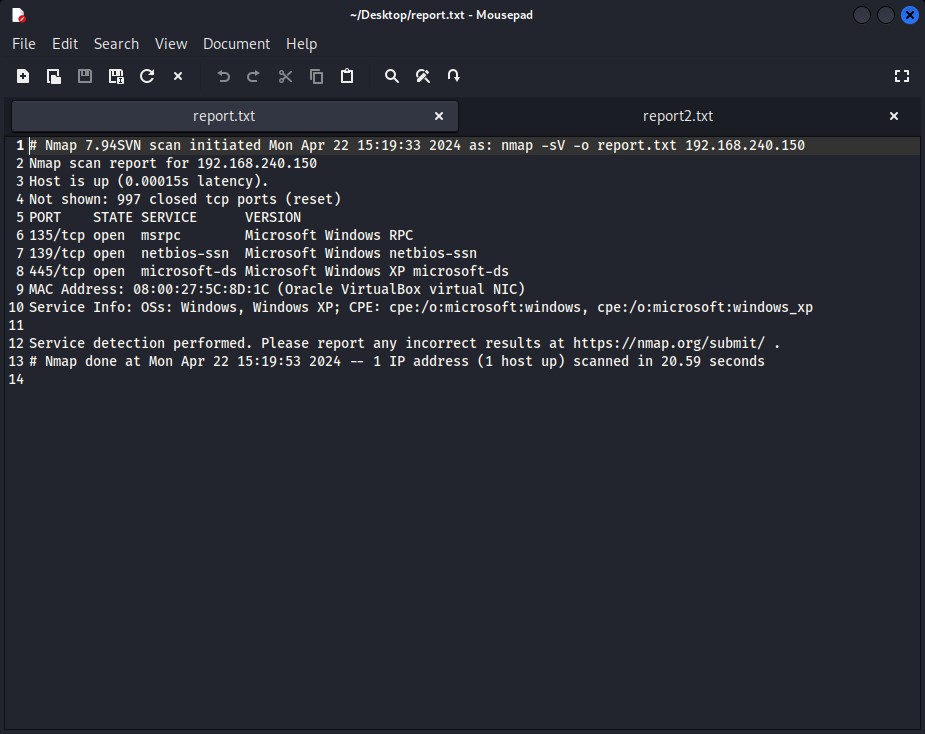 ~/Desktop/report.txt - Mousepad
File Edit Search View Document Help
report.txt report2.txt
1 # Nmap 7.94SVN scan initiated Mon Apr 22 15:19:33 2024 as: nmap -sV -o report.txt 192.168.240.150
2 Nmap scan report for 192.168.240.150
3 Host is up (0.00015s latency).
4 Not shown: 997 closed tcp ports (reset)
5 PORT    STATE SERVICE      VERSION
6 135/tcp open  msrpc        Microsoft Windows RPC
7 139/tcp open  netbios-ssn  Microsoft Windows netbios-ssn
8 445/tcp open  microsoft-ds Microsoft Windows XP microsoft-ds
9 MAC Address: 08:00:27:5C:8D:1C (Oracle VirtualBox virtual NIC)
10 Service Info: OSs: Windows, Windows XP; CPE: cpe:/o:microsoft:windows, cpe:/o:microsoft:windows_xp
11
12 Service detection performed. Please report any incorrect results at https://nmap.org/submit/ .
13 # Nmap done at Mon Apr 22 15:19:53 2024 -- 1 IP address (1 host up) scanned in 20.59 seconds
14